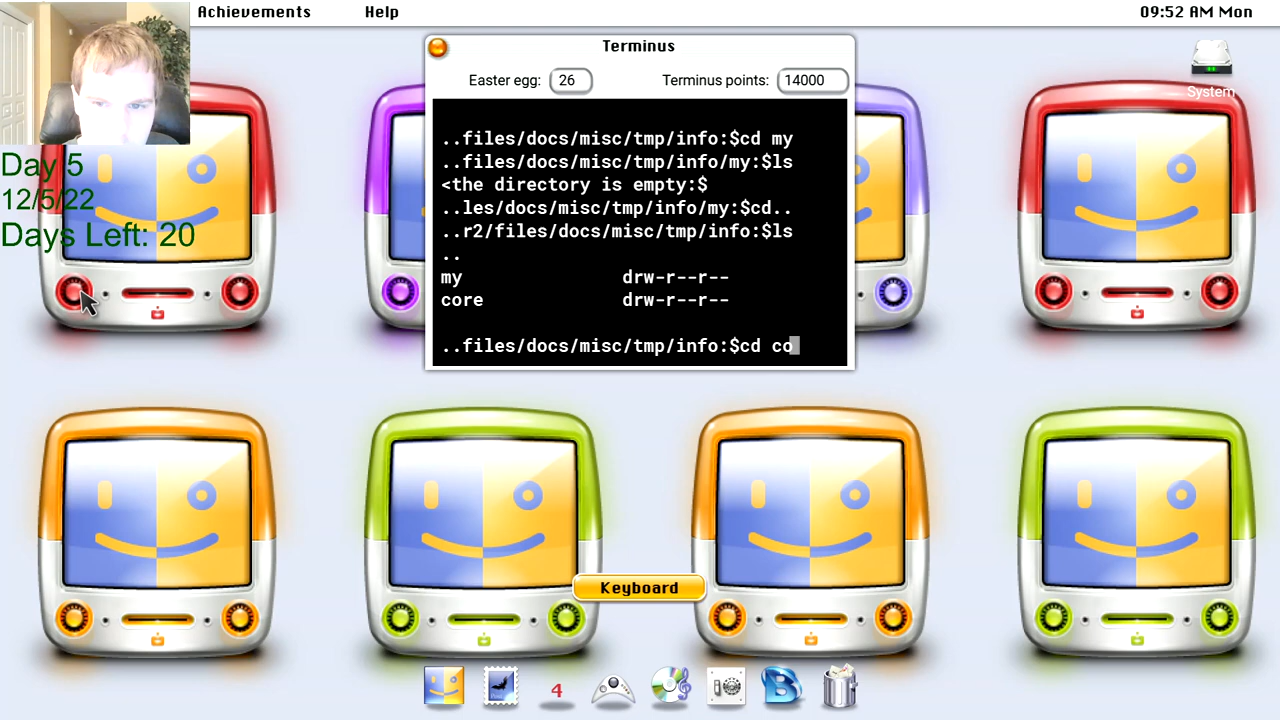 Achievements Help 09:52 AM Mon
Day 5
12/5/22
Days Left: 20
Terminus
Easter egg: 26 Terminus points: 14000
..files/docs/misc/tmp/info:$cd my
..files/docs/misc/tmp/info/my:$ls
<the directory is empty:$
..les/docs/misc/tmp/info/my:$cd..
..r2/files/docs/misc/tmp/info:$ls
..
my drw-r--r--
core drw-r--r--
..files/docs/misc/tmp/info:$cd co
System
Keyboard
4